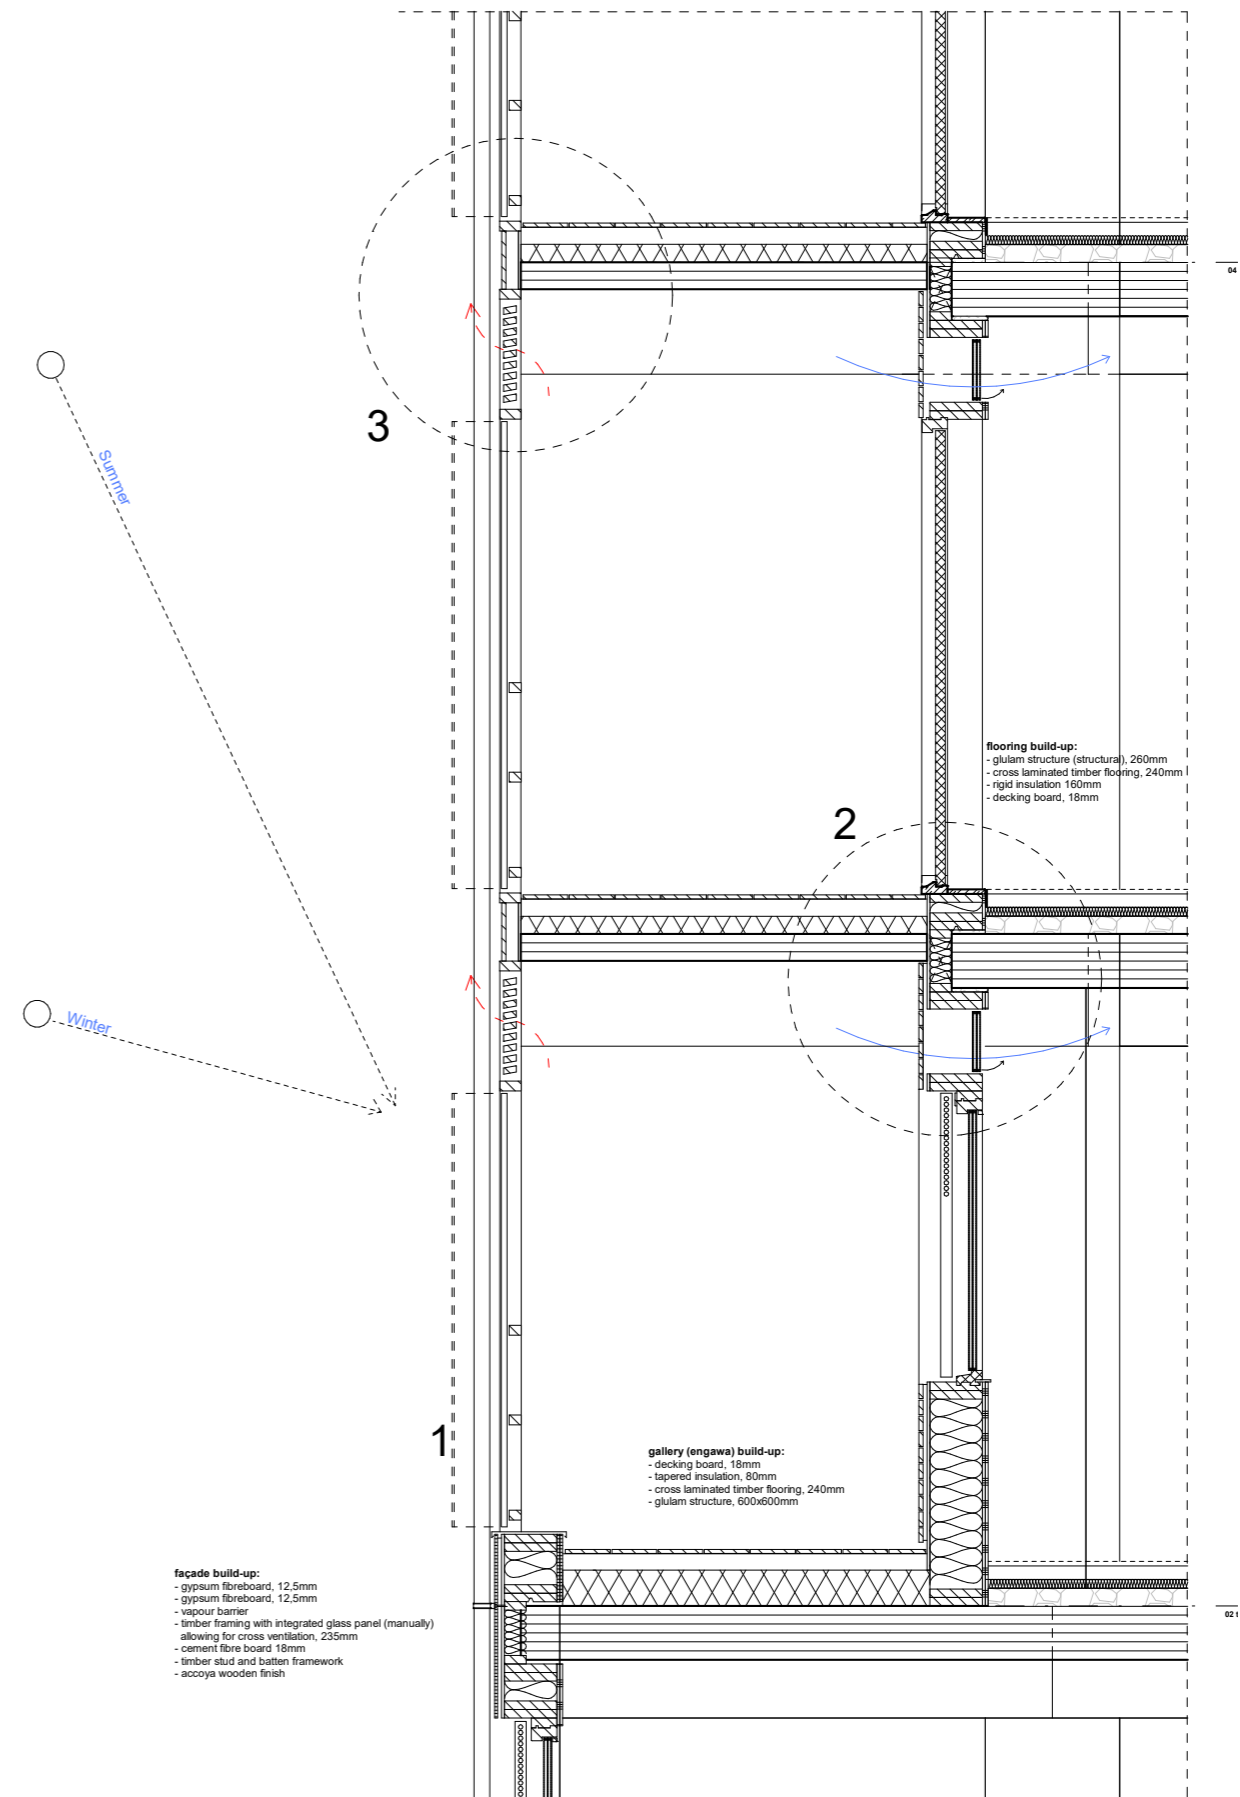 04
3
Summer
flooring build-up:
- glulam structure (structural), 260mm
- cross laminated timber flooring, 240mm
- rigid insulation 160mm
- decking board, 18mm
2
Winter
1
gallery (engawa) build-up:
- decking board, 18mm
- tapered insulation, 80mm
- cross laminated timber flooring, 240mm
- glulam structure, 600x600mm
façade build-up:
- gypsum fibreboard, 12,5mm
- gypsum fibreboard, 12,5mm
- vapour barrier
- timber framing with integrated glass panel (manually)
allowing for cross ventilation, 235mm
- cement fibre board 18mm
- timber stud and batten framework
- accoya wooden finish
02